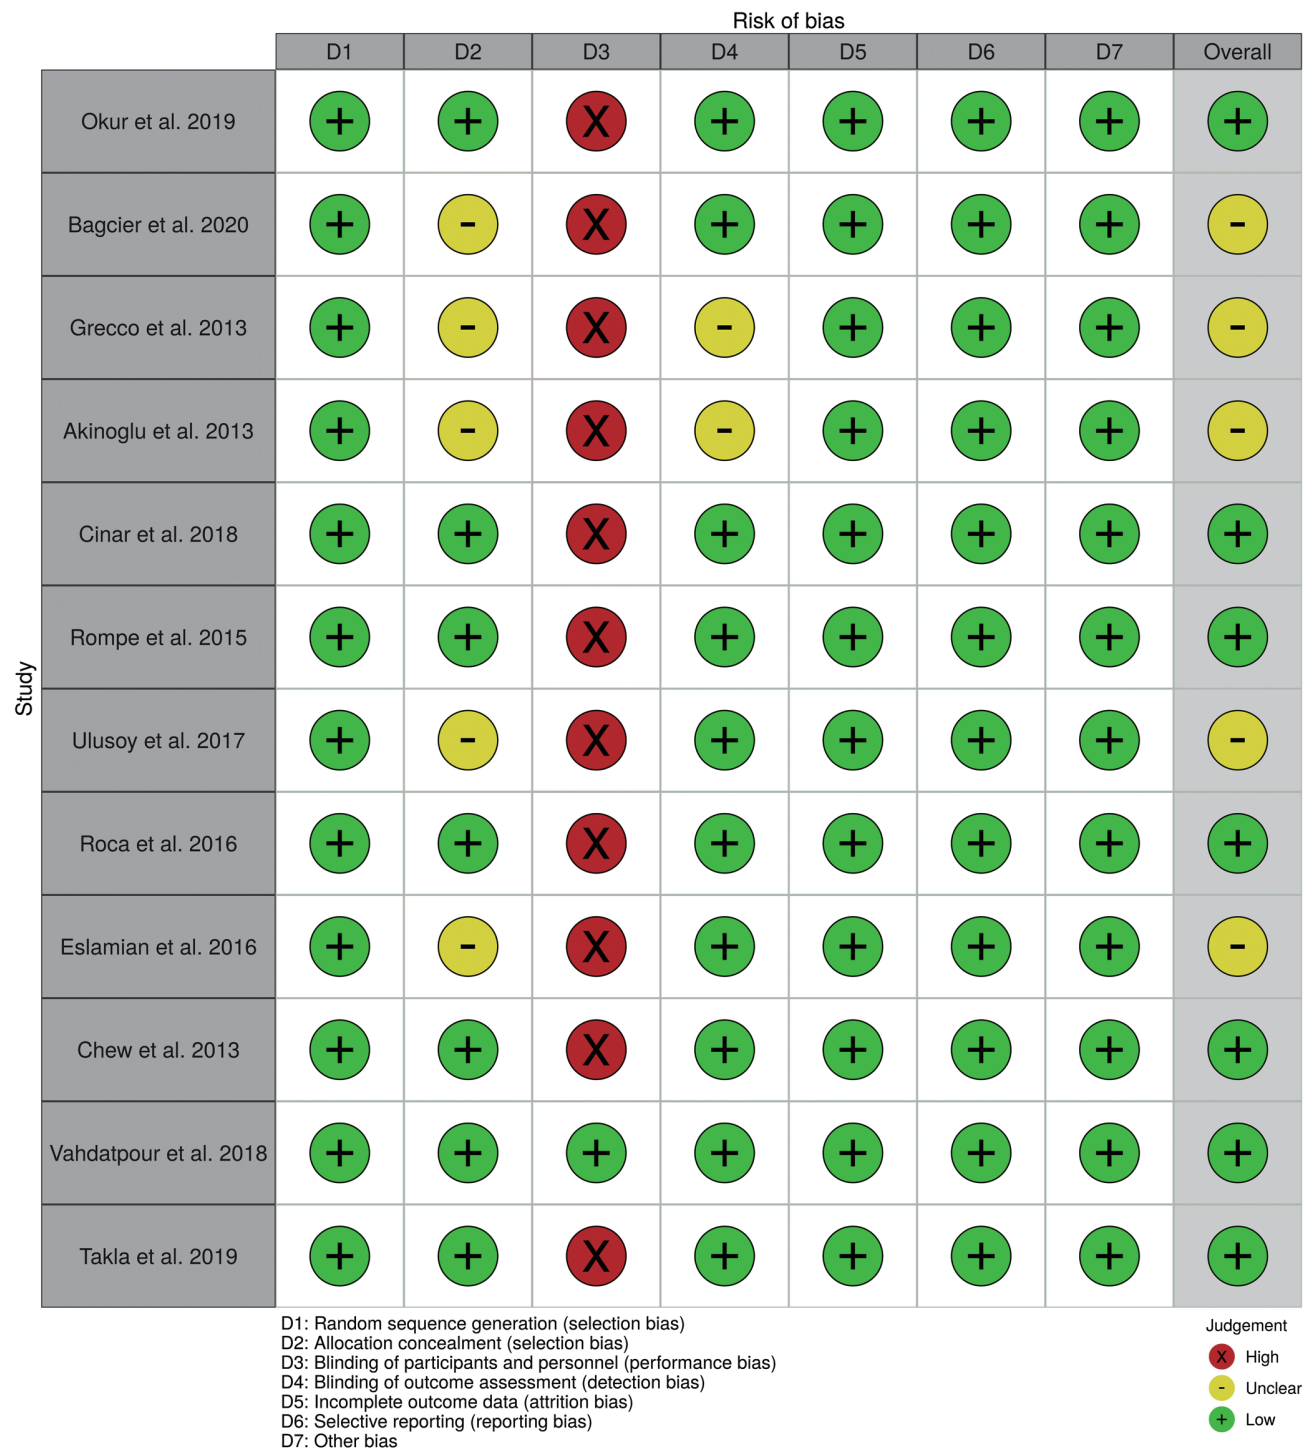 Risk of bias
D1 D2 D3 D4 D5 D6 D7 Overall
Study
Okur et al. 2019 + + X + + + + +
Bagcier et al. 2020 + - X + + + + -
Grecco et al. 2013 + - X - + + + -
Akinoglu et al. 2013 + - X - + + + -
Cinar et al. 2018 + + X + + + + +
Rompe et al. 2015 + + X + + + + +
Ulusoy et al. 2017 + - X + + + + -
Roca et al. 2016 + + X + + + + +
Eslamian et al. 2016 + - X + + + + -
Chew et al. 2013 + + X + + + + +
Vahdatpour et al. 2018 + + + + + + + +
Takla et al. 2019 + + X + + + + +
D1: Random sequence generation (selection bias)
D2: Allocation concealment (selection bias)
D3: Blinding of participants and personnel (performance bias)
D4: Blinding of outcome assessment (detection bias)
D5: Incomplete outcome data (attrition bias)
D6: Selective reporting (reporting bias)
D7: Other bias
Judgement
X High
- Unclear
+ Low